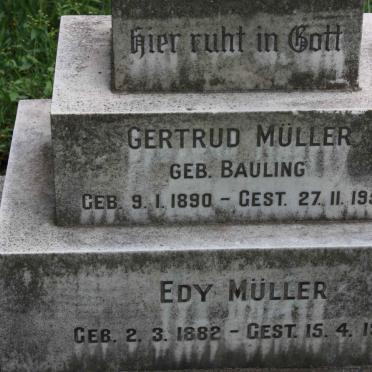 Hier ruht in Gott
GERTRUD MÜLLER
GEB. BAULING
GEB. 9. 1. 1890 - GEST. 27. 11.
EDY MÜLLER
GEB. 2. 3. 1882 - GEST. 15. 4.